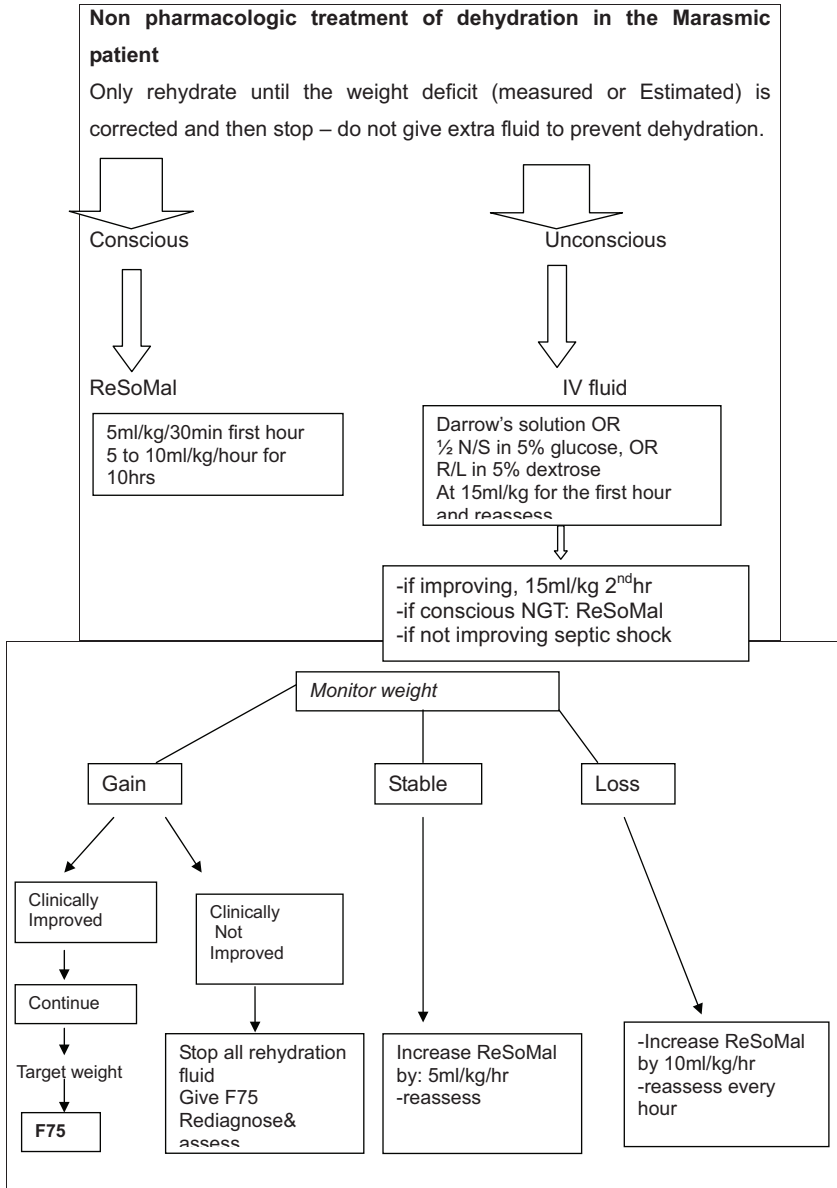 Non pharmacologic treatment of dehydration in the Marasmic
patient
Only rehydrate until the weight deficit (measured or Estimated) is
corrected and then stop – do not give extra fluid to prevent dehydration.
Conscious
Unconscious
ReSoMal
IV fluid
5ml/kg/30min first hour
5 to 10ml/kg/hour for
10hrs
Darrow's solution OR
½ N/S in 5% glucose, OR
R/L in 5% dextrose
At 15ml/kg for the first hour
and reassess
-if improving, 15ml/kg 2nd hr
-if conscious NGT: ReSoMal
-if not improving septic shock
Monitor weight
Gain
Stable
Loss
Clinically
Improved
Clinically
Not
Improved
Continue
Target weight
F75
Stop all rehydration
fluid
Give F75
Rediagnose& 
assess
Increase ReSoMal
by: 5ml/kg/hr
-reassess
-Increase ReSoMal
by 10ml/kg/hr
-reassess every
hour